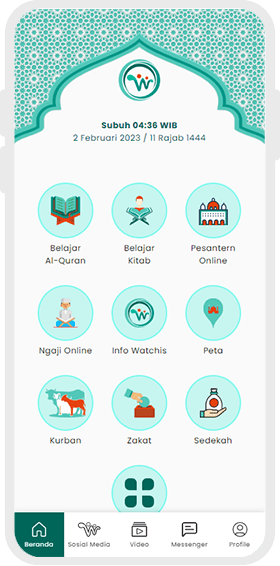 Subuh 04:36 WIB
2 Februari 2023 / 11 Rajab 1444
Belajar
Al-Quran
Belajar
Kitab
Pesantern
Online
Ngaji Online
Info Watchis
Peta
Kurban
Zakat
Sedekah
Beranda
Sosial Media
Video
Messenger
Profile